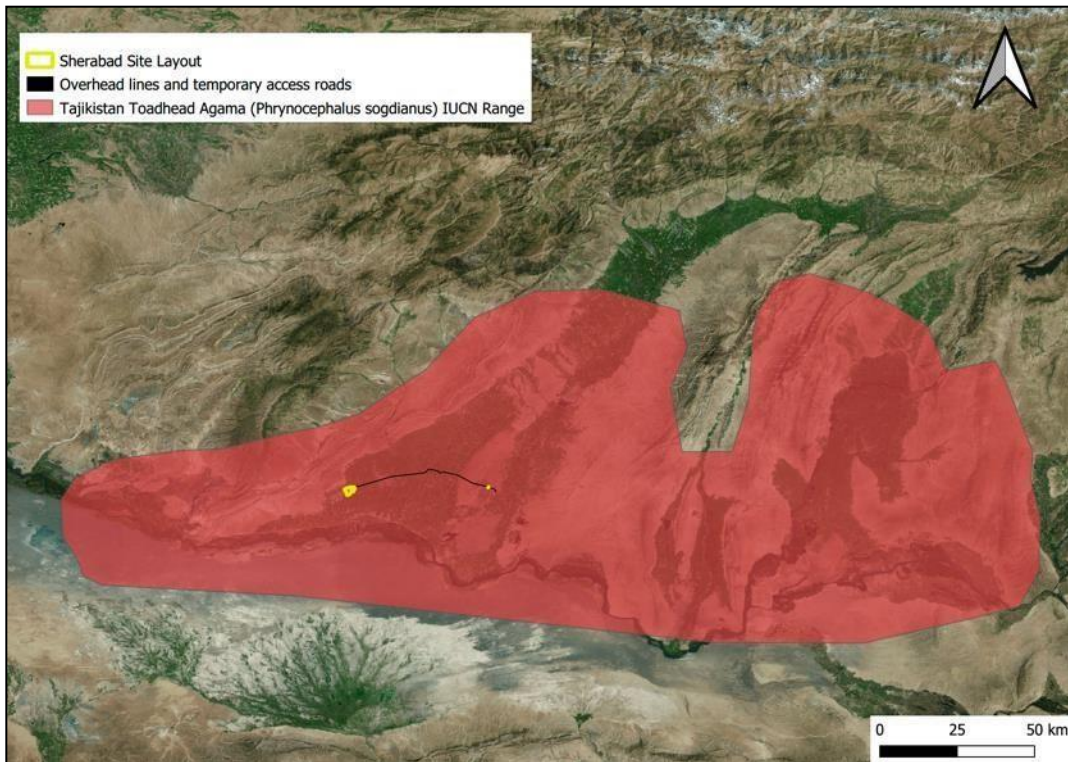 Sherabad Site Layout
Overhead lines and temporary access roads
Tajikistan Toadhead Agama (Phrynocephalus sogdianus) IUCN Range
0 25 50 km